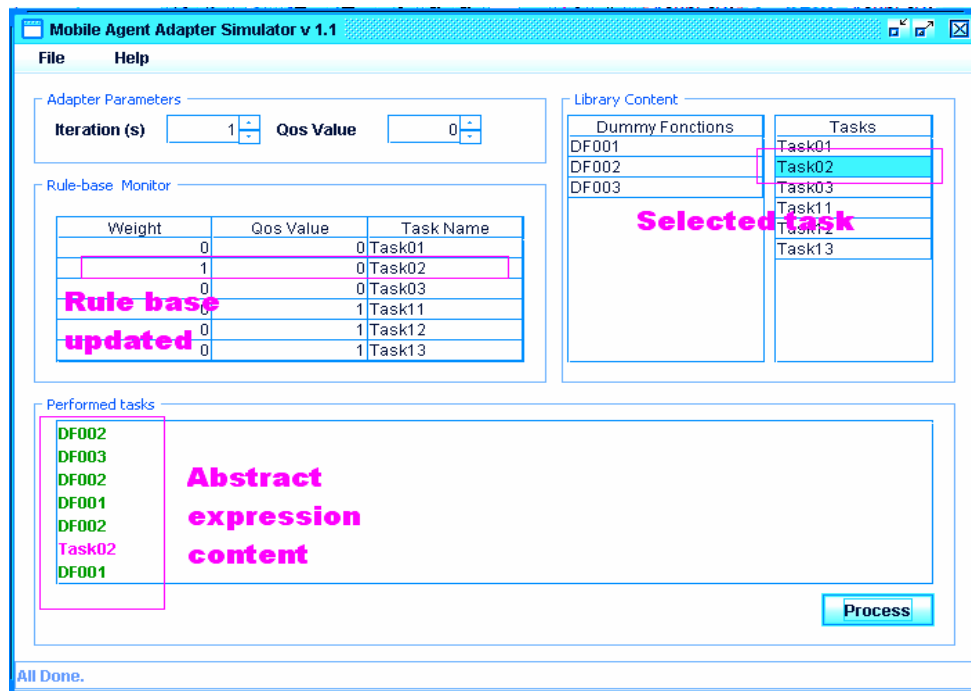 Mobile Agent Adapter Simulator v 1.1
File Help
Adapter Parameters
Iteration (s) 1 Qos Value 0
Library Content
Dummy Fonctions Tasks
DF001 Task01
DF002 Task02
DF003 Task03
Task11
Task12
Task13
Selected task
Rule-base Monitor
Weight Qos Value Task Name
0 0 Task01
1 0 Task02
0 0 Task03
0 1 Task11
0 1 Task12
0 1 Task13
Rule base
updated
Performed tasks
DF002
DF003
DF002
DF001
DF002
Task02
DF001
Abstract
expression
content
Process
All Done.